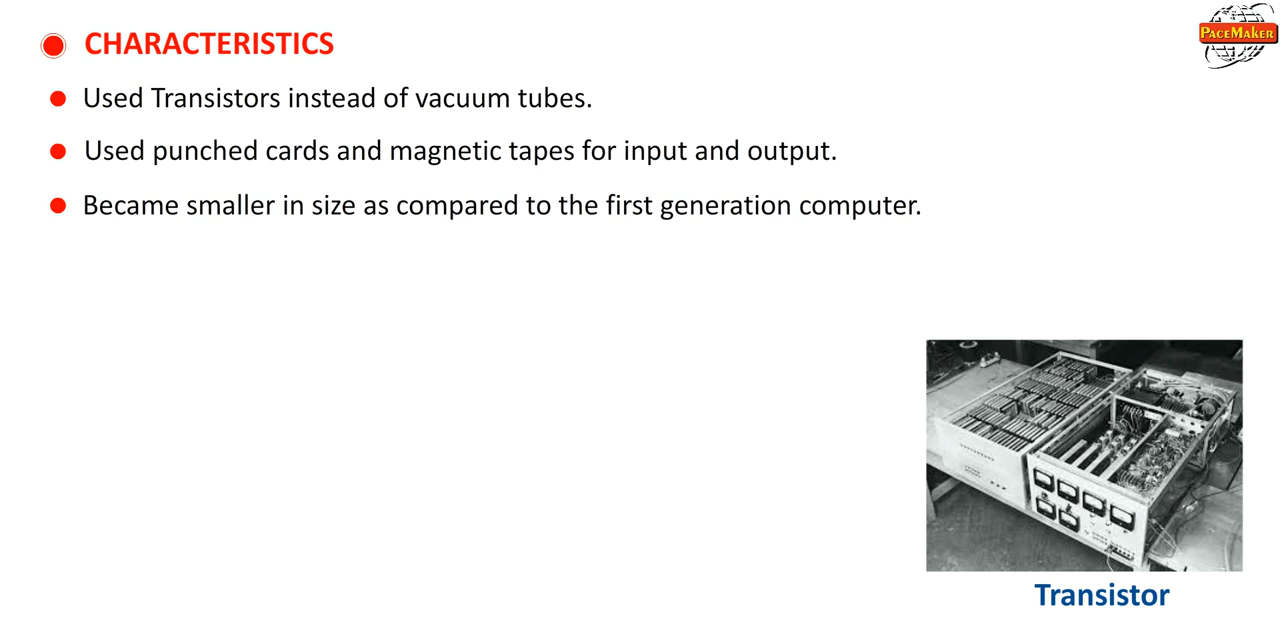 CHARACTERISTICS
PACEMAKER
Used Transistors instead of vacuum tubes.
Used punched cards and magnetic tapes for input and output.
Became smaller in size as compared to the first generation computer.
Transistor